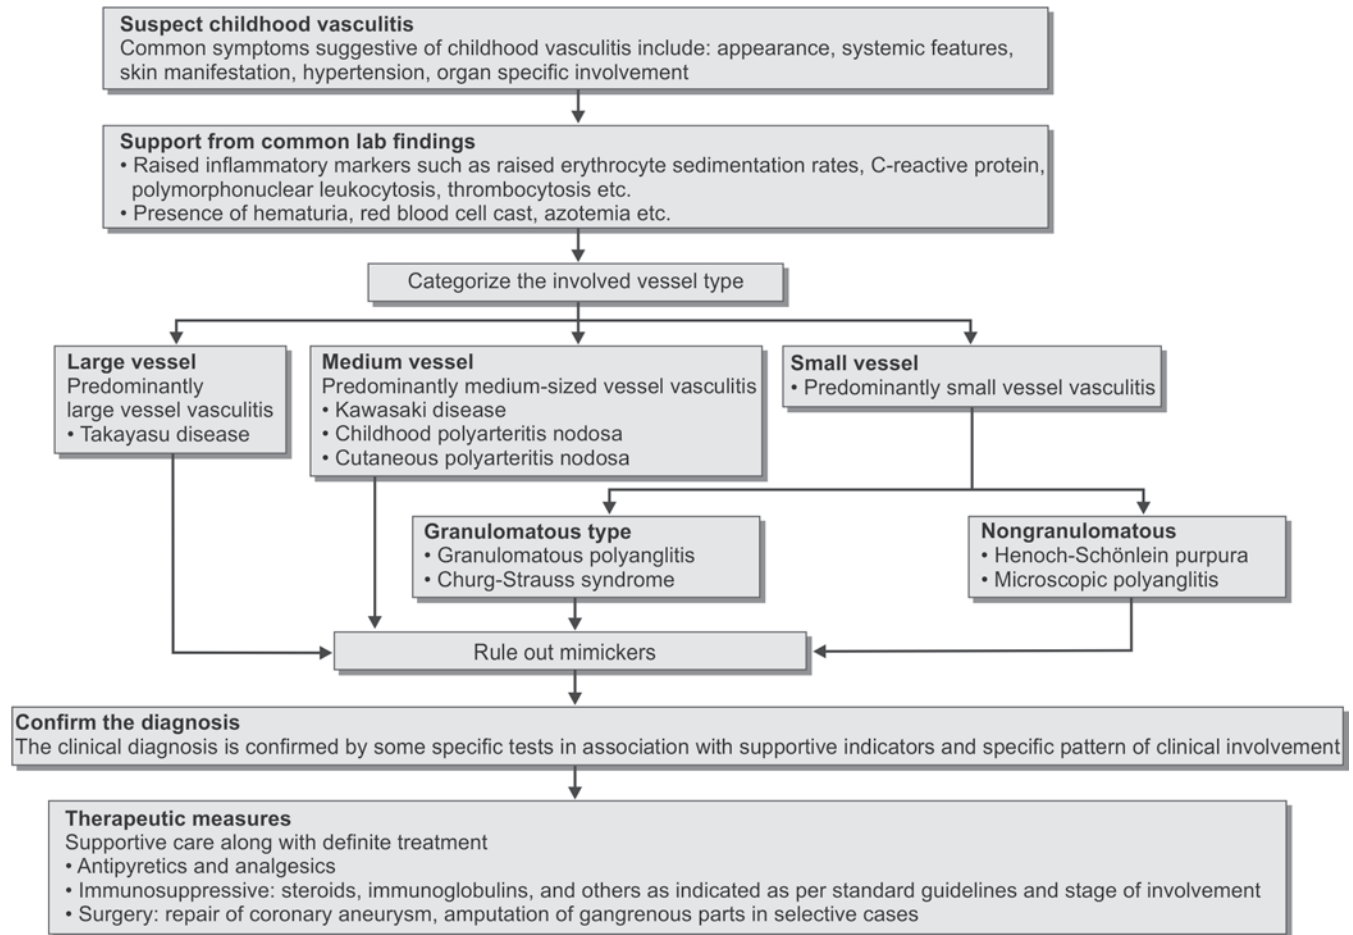 Suspect childhood vasculitis
Common symptoms suggestive of childhood vasculitis include: appearance, systemic features,
skin manifestation, hypertension, organ specific involvement
Support from common lab findings
• Raised inflammatory markers such as raised erythrocyte sedimentation rates, C-reactive protein,
polymorphonuclear leukocytosis, thrombocytosis etc.
• Presence of hematuria, red blood cell cast, azotemia etc.
Categorize the involved vessel type
Large vessel
Predominantly
large vessel vasculitis
• Takayasu disease
Medium vessel
Predominantly medium-sized vessel vasculitis
• Kawasaki disease
• Childhood polyarteritis nodosa
• Cutaneous polyarteritis nodosa
Small vessel
• Predominantly small vessel vasculitis
Granulomatous type
• Granulomatous polyanglitis
• Churg-Strauss syndrome
Nongranulomatous
• Henoch-Schönlein purpura
• Microscopic polyanglitis
Rule out mimickers
Confirm the diagnosis
The clinical diagnosis is confirmed by some specific tests in association with supportive indicators and specific pattern of clinical involvement
Therapeutic measures
Supportive care along with definite treatment
• Antipyretics and analgesics
• Immunosuppressive: steroids, immunoglobulins, and others as indicated as per standard guidelines and stage of involvement
• Surgery: repair of coronary aneurysm, amputation of gangrenous parts in selective cases